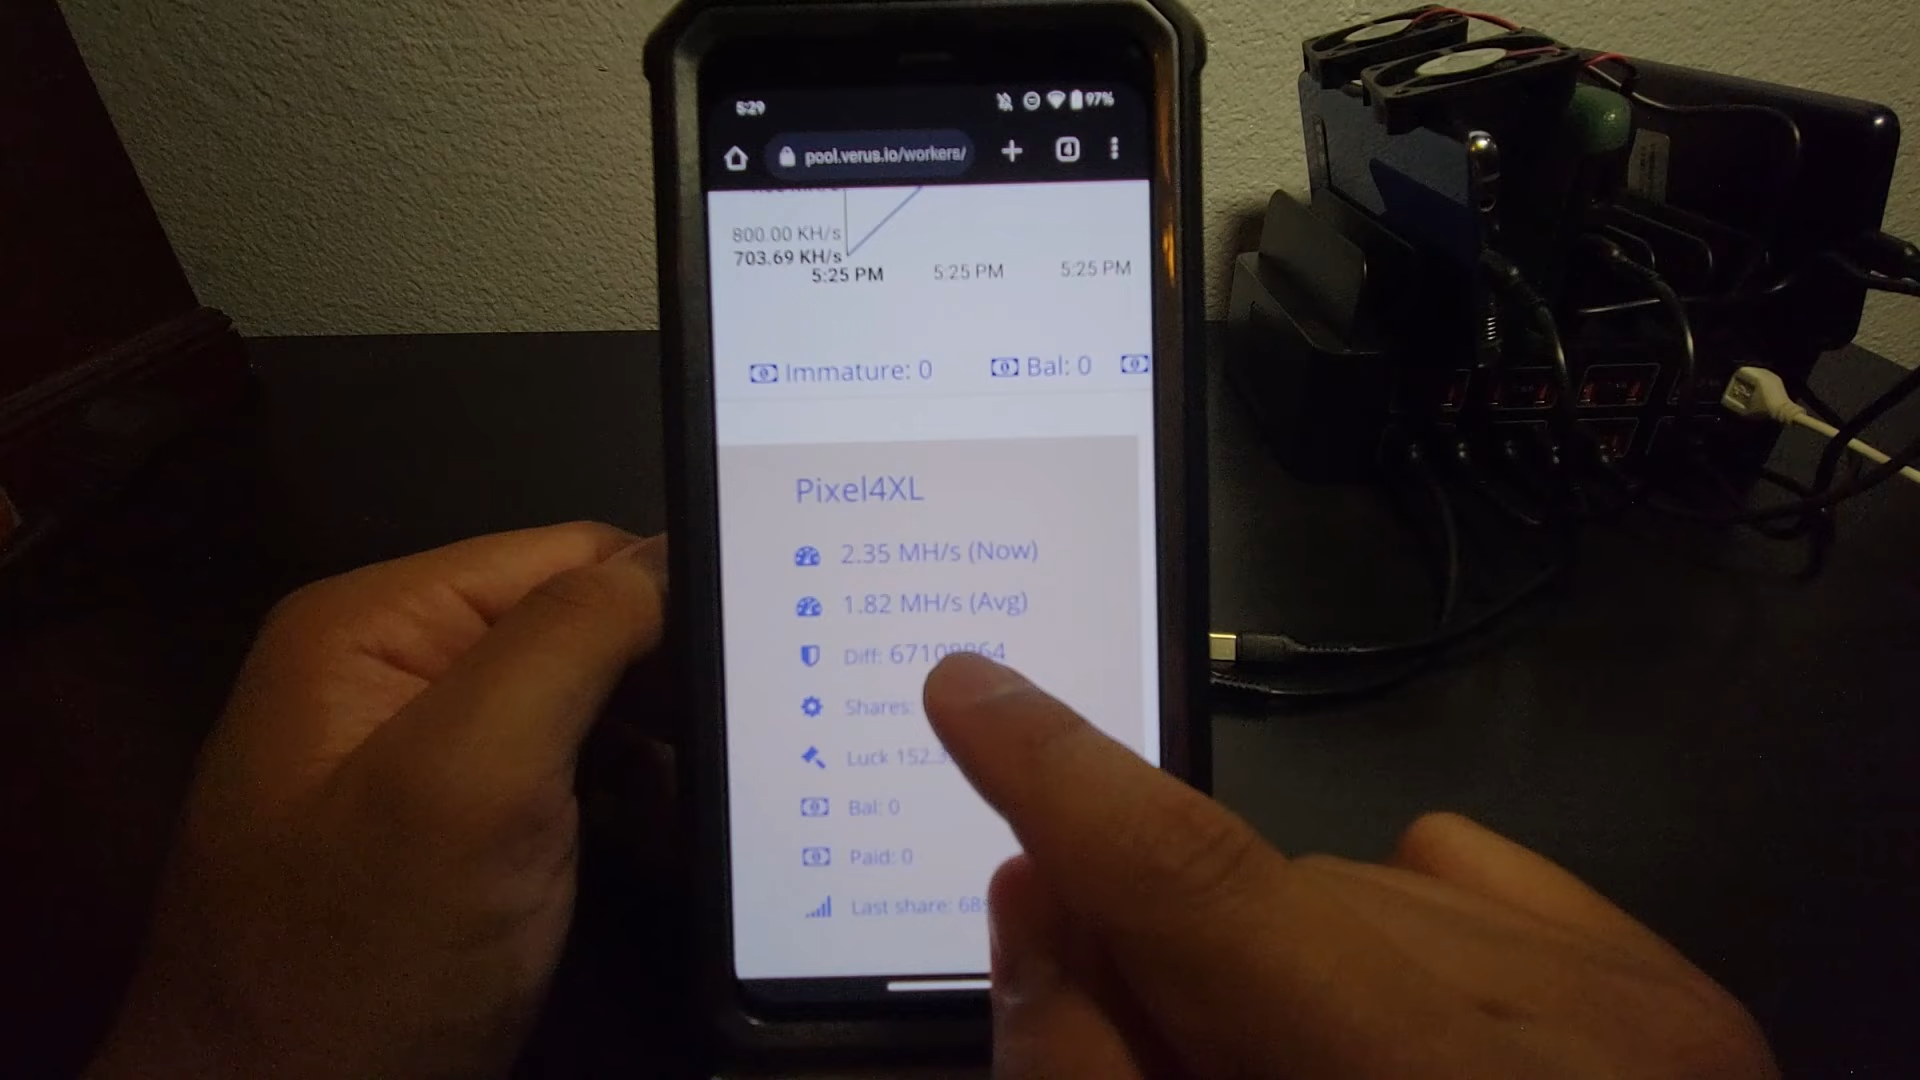 5:29
97%
pool.verus.io/workers/
4
800.00 KH/s
703.69 KH/s
5:25 PM 5:25 PM 5:25 PM
Immature: 0 Bal: 0
Pixel4XL
2.35 MH/s (Now)
1.82 MH/s (Avg)
Diff:
Shares:
Luck
Bal: 0
Paid: 0
Last share: